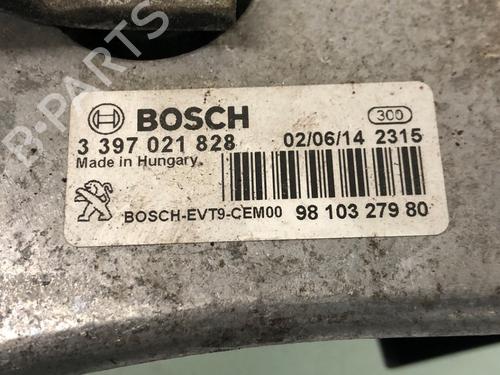 BOSCH 300
3 397 021 828 02/06/14 2315
Made in Hungary
BOSCH-EVT9-CEM00 98 103 279 80
B-PARTS